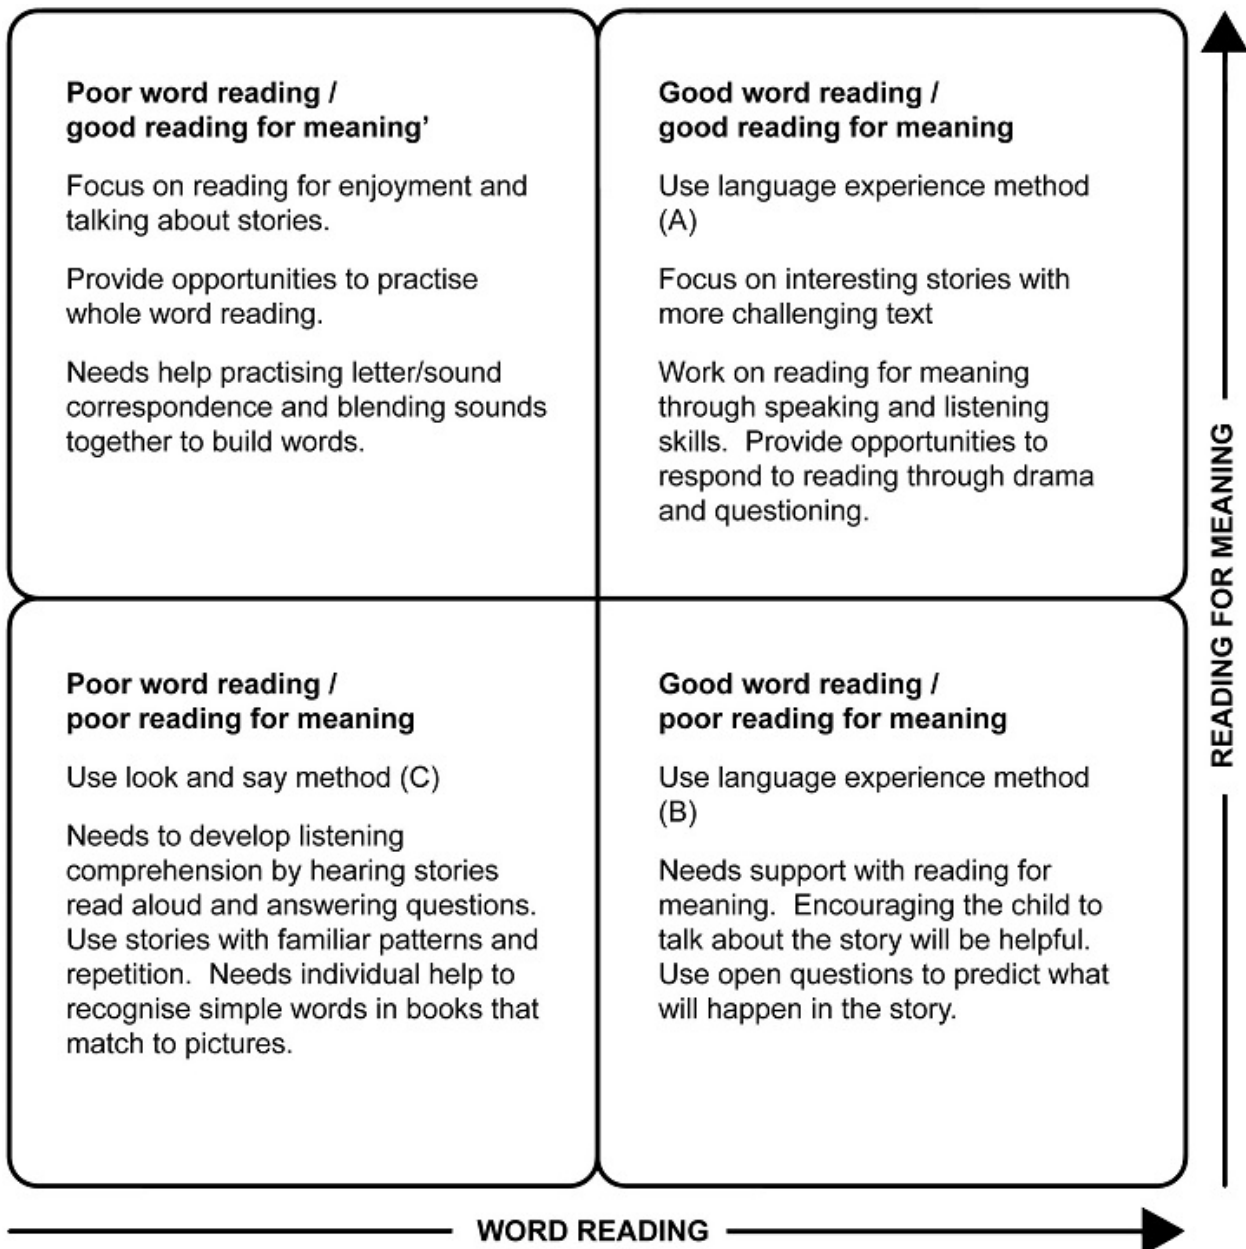 Poor word reading /
good reading for meaning’
Focus on reading for enjoyment and
talking about stories.
Provide opportunities to practise
whole word reading.
Needs help practising letter/sound
correspondence and blending sounds
together to build words.
Good word reading /
good reading for meaning
Use language experience method
(A)
Focus on interesting stories with
more challenging text
Work on reading for meaning
through speaking and listening
skills.  Provide opportunities to
respond to reading through drama
and questioning.
Poor word reading /
poor reading for meaning
Use look and say method (C)
Needs to develop listening
comprehension by hearing stories
read aloud and answering questions.
Use stories with familiar patterns and
repetition.  Needs individual help to
recognise simple words in books that
match to pictures.
Good word reading /
poor reading for meaning
Use language experience method
(B)
Needs support with reading for
meaning.  Encouraging the child to
talk about the story will be helpful.
Use open questions to predict what
will happen in the story.
READING FOR MEANING
WORD READING